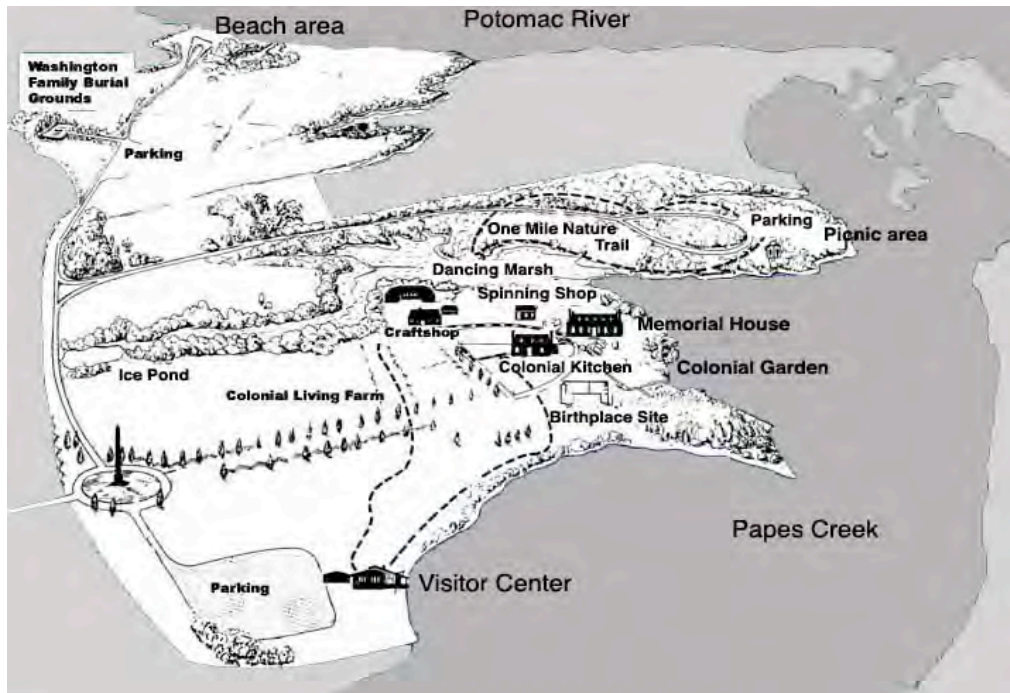 Potomac River
Beach area
Washington
Family Burial
Grounds
Parking
One Mile Nature
Trail
Parking
Picnic area
Dancing Marsh
Spinning Shop
Craftshop
Memorial House
Ice Pond
Colonial Kitchen
Colonial Garden
Colonial Living Farm
Birthplace Site
Papes Creek
Visitor Center
Parking